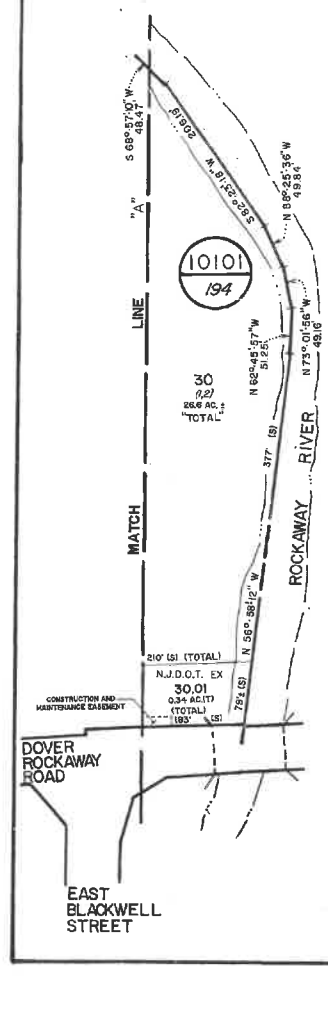 S 68°-57'-10" W
48.47'
206.19'
S 82°-23'-18" W
N 88°-25'-36" W
49.84'
"A"
10101
194
LINE
N 62°-45'-57" W
51.25'
N 73°-01'-56" W
49.16'
30
(1,2)
26.6 AC.±
"TOTAL"
377' (S)
ROCKAWAY RIVER
MATCH
N 56°-58'-12" W
210' (S) (TOTAL)
N.J.D.O.T. EX
30.01
0.34 AC.(T)
(TOTAL)
183' (S)
79'± (S)
CONSTRUCTION AND
MAINTENANCE EASEMENT
DOVER
ROCKAWAY
ROAD
EAST
BLACKWELL
STREET